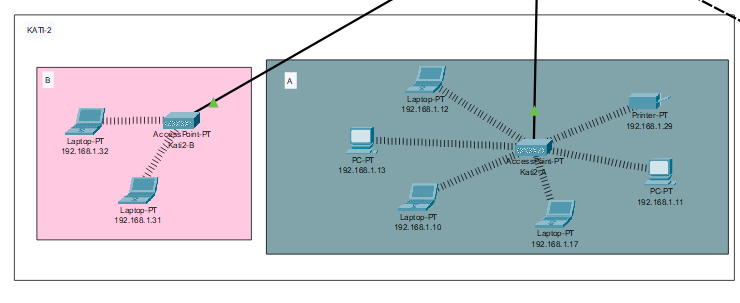 KATI-2
B
A
Laptop-PT
192.168.1.12
Printer-PT
192.168.1.29
AccessPoint-PT
Kati2-B
Laptop-PT
192.168.1.32
PC-PT
192.168.1.13
AccessPoint-PT
Kati2-A
PC-PT
192.168.1.11
Laptop-PT
192.168.1.31
Laptop-PT
192.168.1.10
Laptop-PT
192.168.1.17